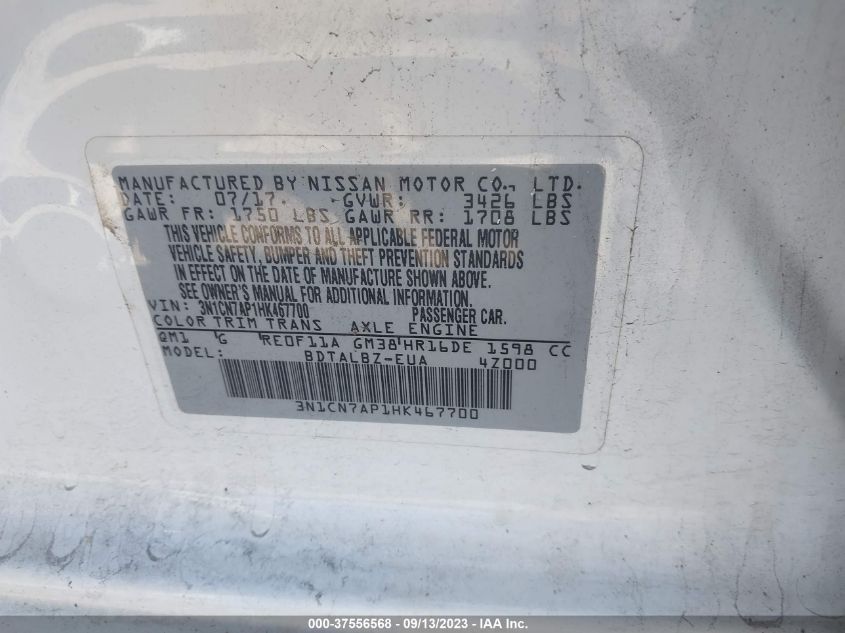 MANUFACTURED BY NISSAN MOTOR CO., LTD.
DATE: 07/17 GVWR: 3426 LBS
GAWR FR: 1750 LBS GAWR RR: 1708 LBS
THIS VEHICLE CONFORMS TO ALL APPLICABLE FEDERAL MOTOR
VEHICLE SAFETY, BUMPER AND THEFT PREVENTION STANDARDS
IN EFFECT ON THE DATE OF MANUFACTURE SHOWN ABOVE.
SEE OWNER'S MANUAL FOR ADDITIONAL INFORMATION.
VIN: 3N1CN7AP1HK467700 PASSENGER CAR.
COLOR TRIM TRANS AXLE ENGINE
QM1 G RE0F11A GM38 HR16DE 1598 CC
MODEL: BDTALBZ-EUA 4Z000
3N1CN7AP1HK467700
000-37556568 - 09/13/2023 - IAA Inc.